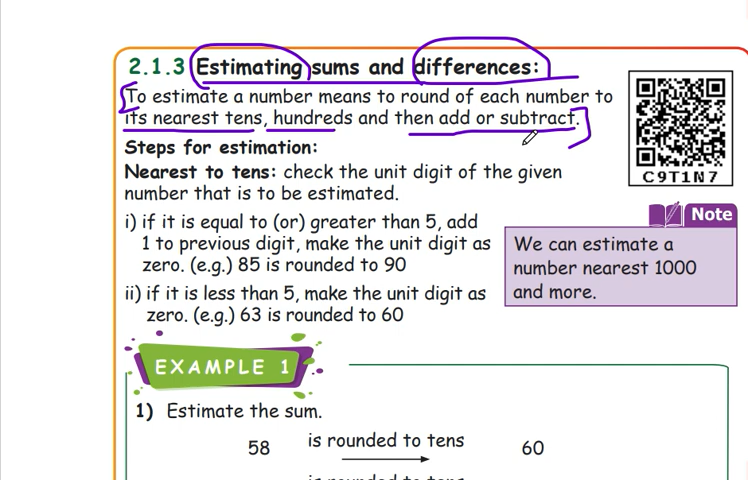 2.1.3 Estimating sums and differences:
To estimate a number means to round of each number to
its nearest tens, hundreds and then add or subtract.
C9T1N7
Steps for estimation:
Nearest to tens: check the unit digit of the given
number that is to be estimated.
i) if it is equal to (or) greater than 5, add
1 to previous digit, make the unit digit as
zero. (e.g.) 85 is rounded to 90
ii) if it is less than 5, make the unit digit as
zero. (e.g.) 63 is rounded to 60
Note
We can estimate a
number nearest 1000
and more.
EXAMPLE 1
1) Estimate the sum.
58 is rounded to tens 60
is rounded to tens